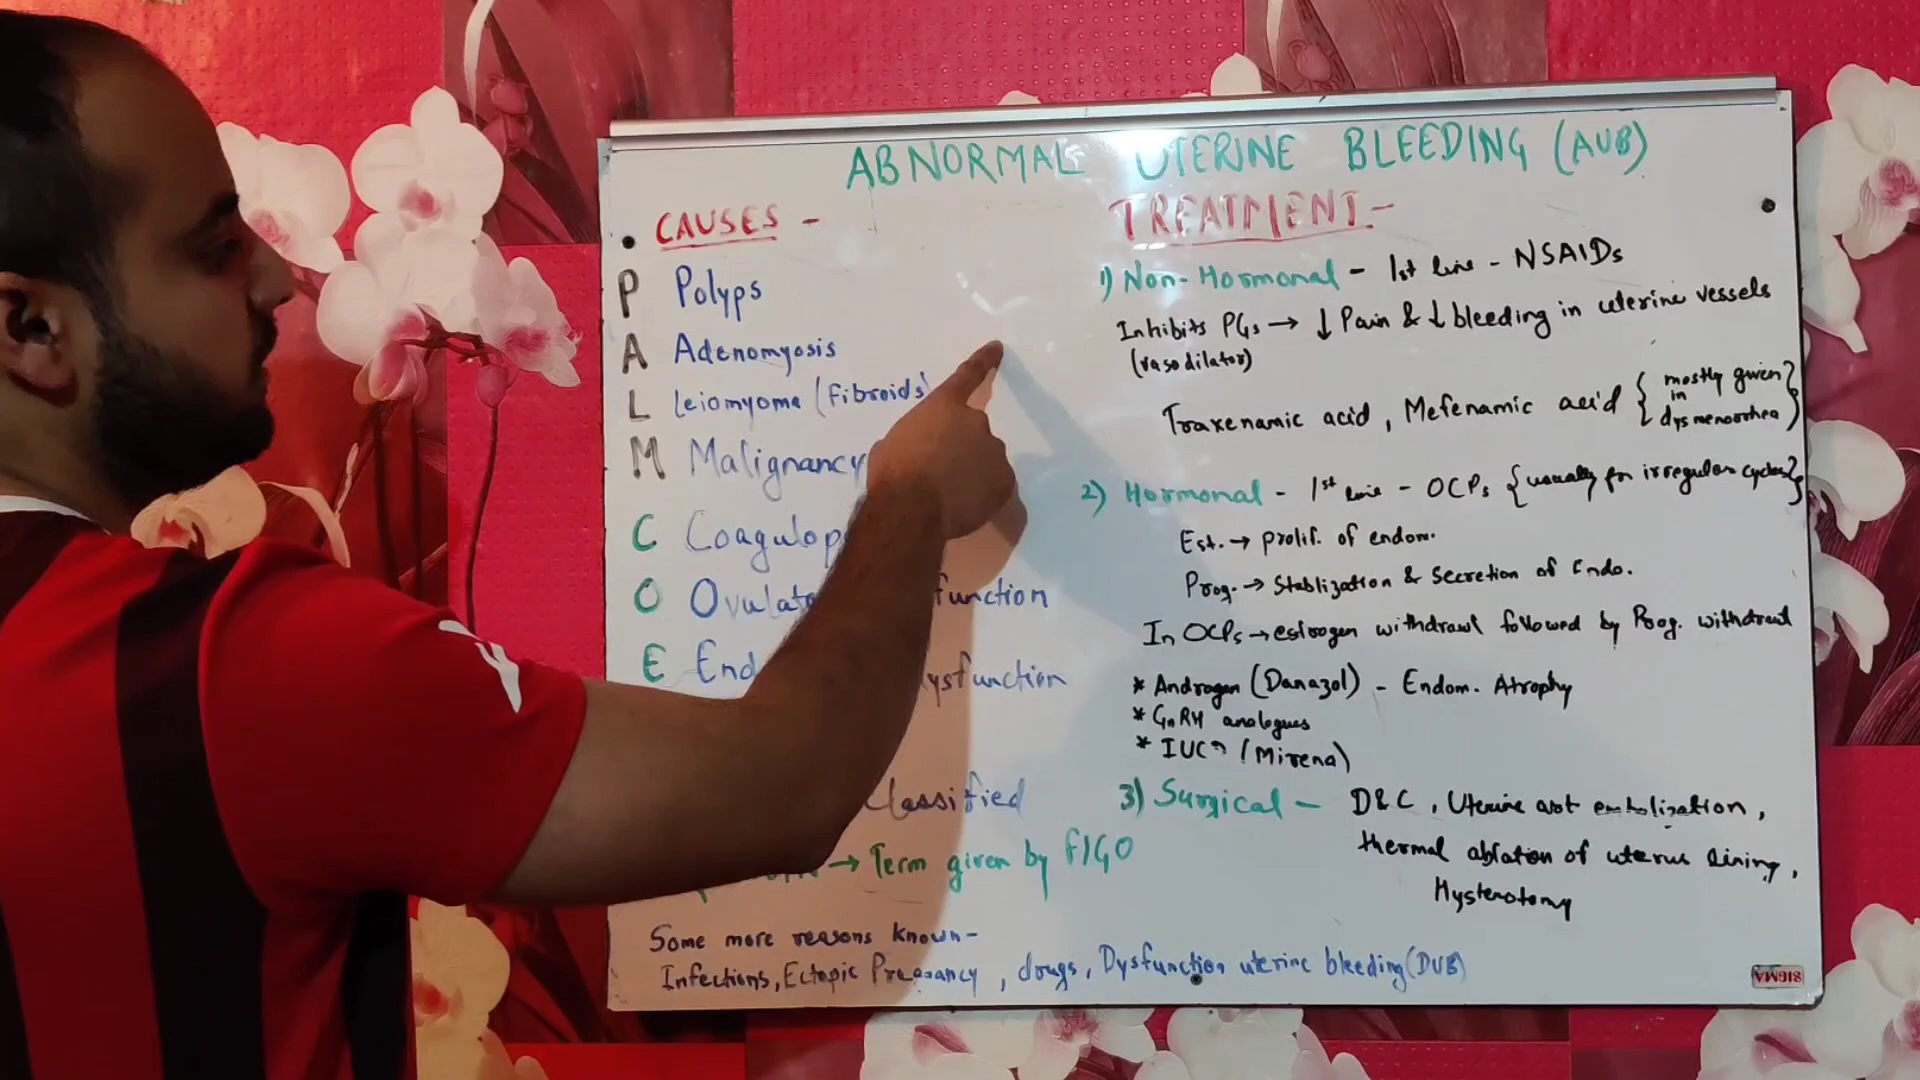 ABNORMAL UTERINE BLEEDING (AUB)
• CAUSES -
P Polyps
A Adenomyosis
L Leiomyoma (fibroids)
M Malignancy
C Coagulop
O Ovulato function
E End ysfunction
Classified
→ Term given by FIGO
Some more reasons known-
Infections, Ectopic Pregnancy, drugs, Dysfunction uterine bleeding (DUB)
TREATMENT -
1) Non-Hormonal - 1st line - NSAIDs
Inhibits PGs → ↓ Pain & ↓ bleeding in uterine vessels
(vasodilator)
Traxenamic acid, Mefenamic acid { mostly given in dysmenorrhea }
2) Hormonal - 1st line - OCPs {usually for irregular cycles}
Est. → prolif. of endom.
Prog. → Stablization & Secretion of Endo.
In OCPs → estrogen withdrawl followed by Prog. withdrawl
* Androgen (Danazol) - Endom. Atrophy
* GnRH analogues
* (Mirena)
3) Surgical - D&C, Uterine art embolization,
thermal ablation of uterus lining,
Hysterotomy
SIGMA